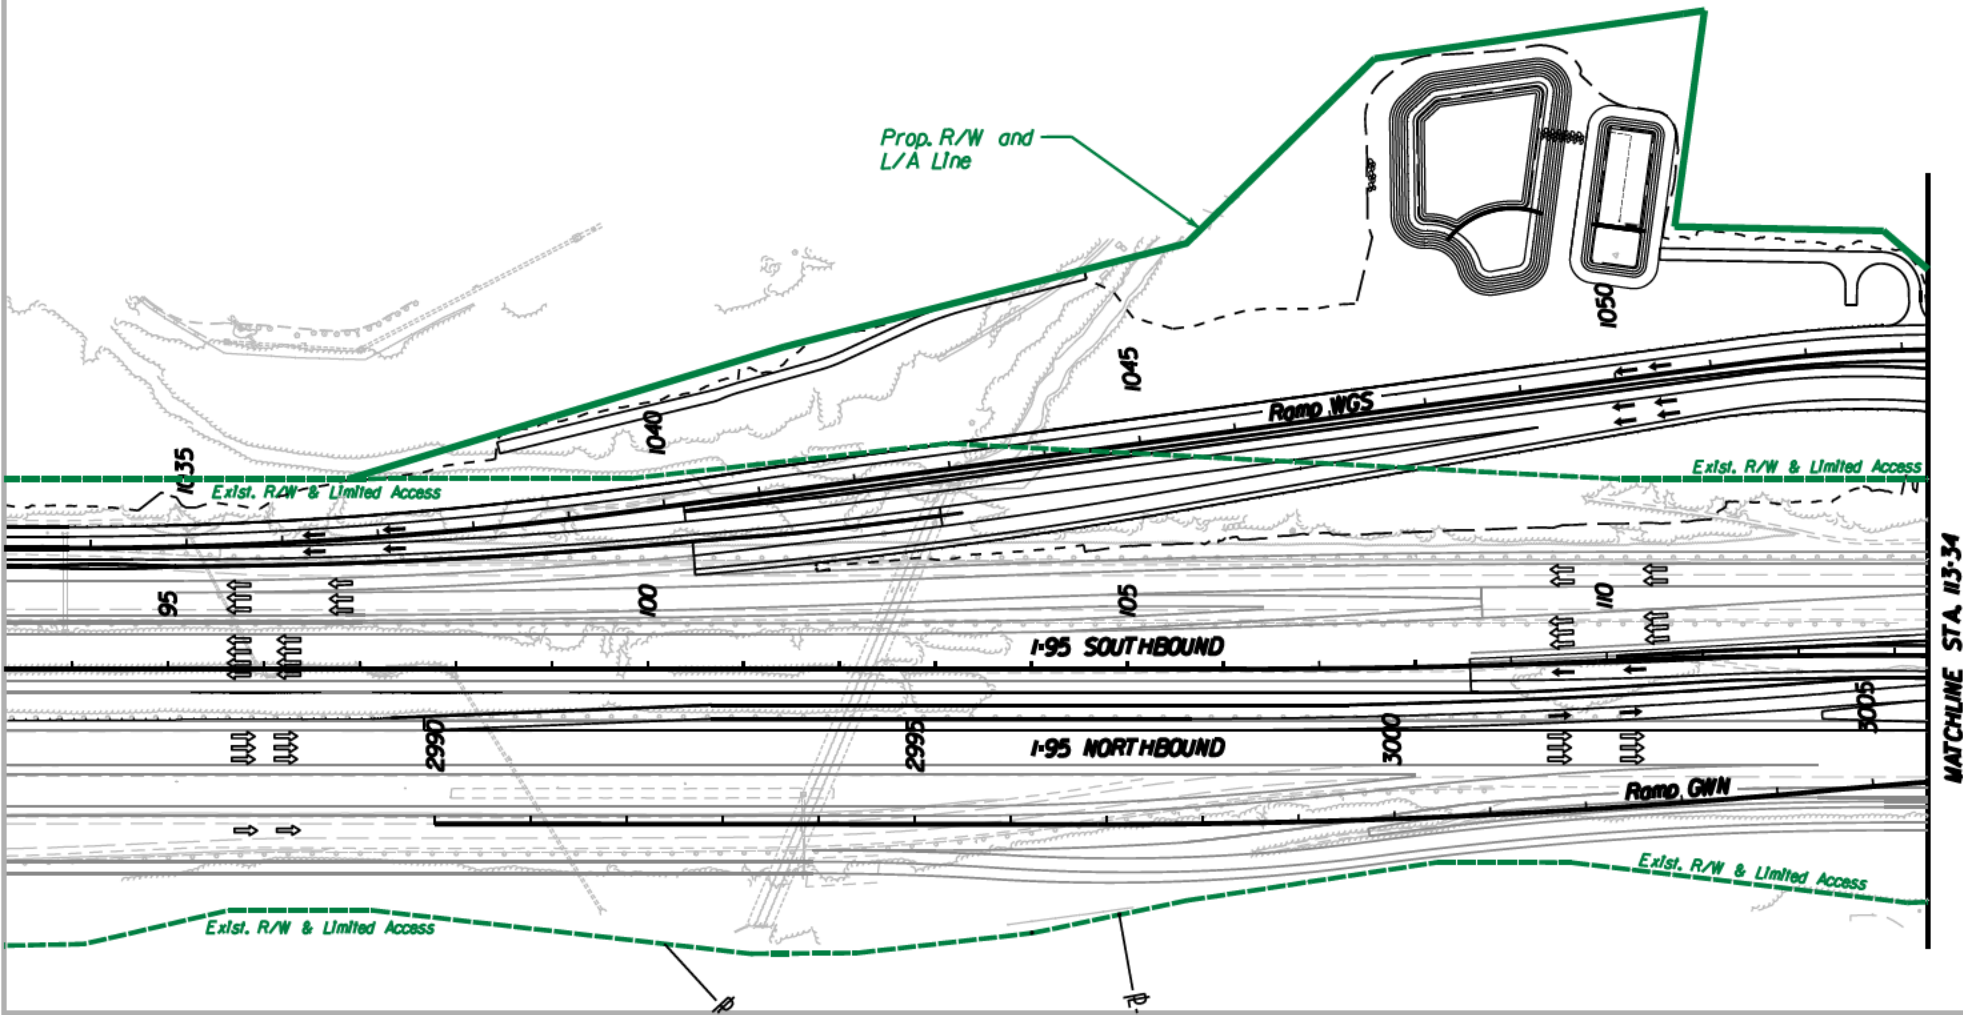 Prop. R/W and
L/A Line
1050
1045
Ramp WGS
1040
1035
Exist. R/W & Limited Access
Exist. R/W & Limited Access
95
100
105
110
I-95 SOUTHBOUND
2990
2995
I-95 NORTHBOUND
3000
3005
MATCHLINE STA. 113+34
Ramp GWN
Exist. R/W & Limited Access
Exist. R/W & Limited Access